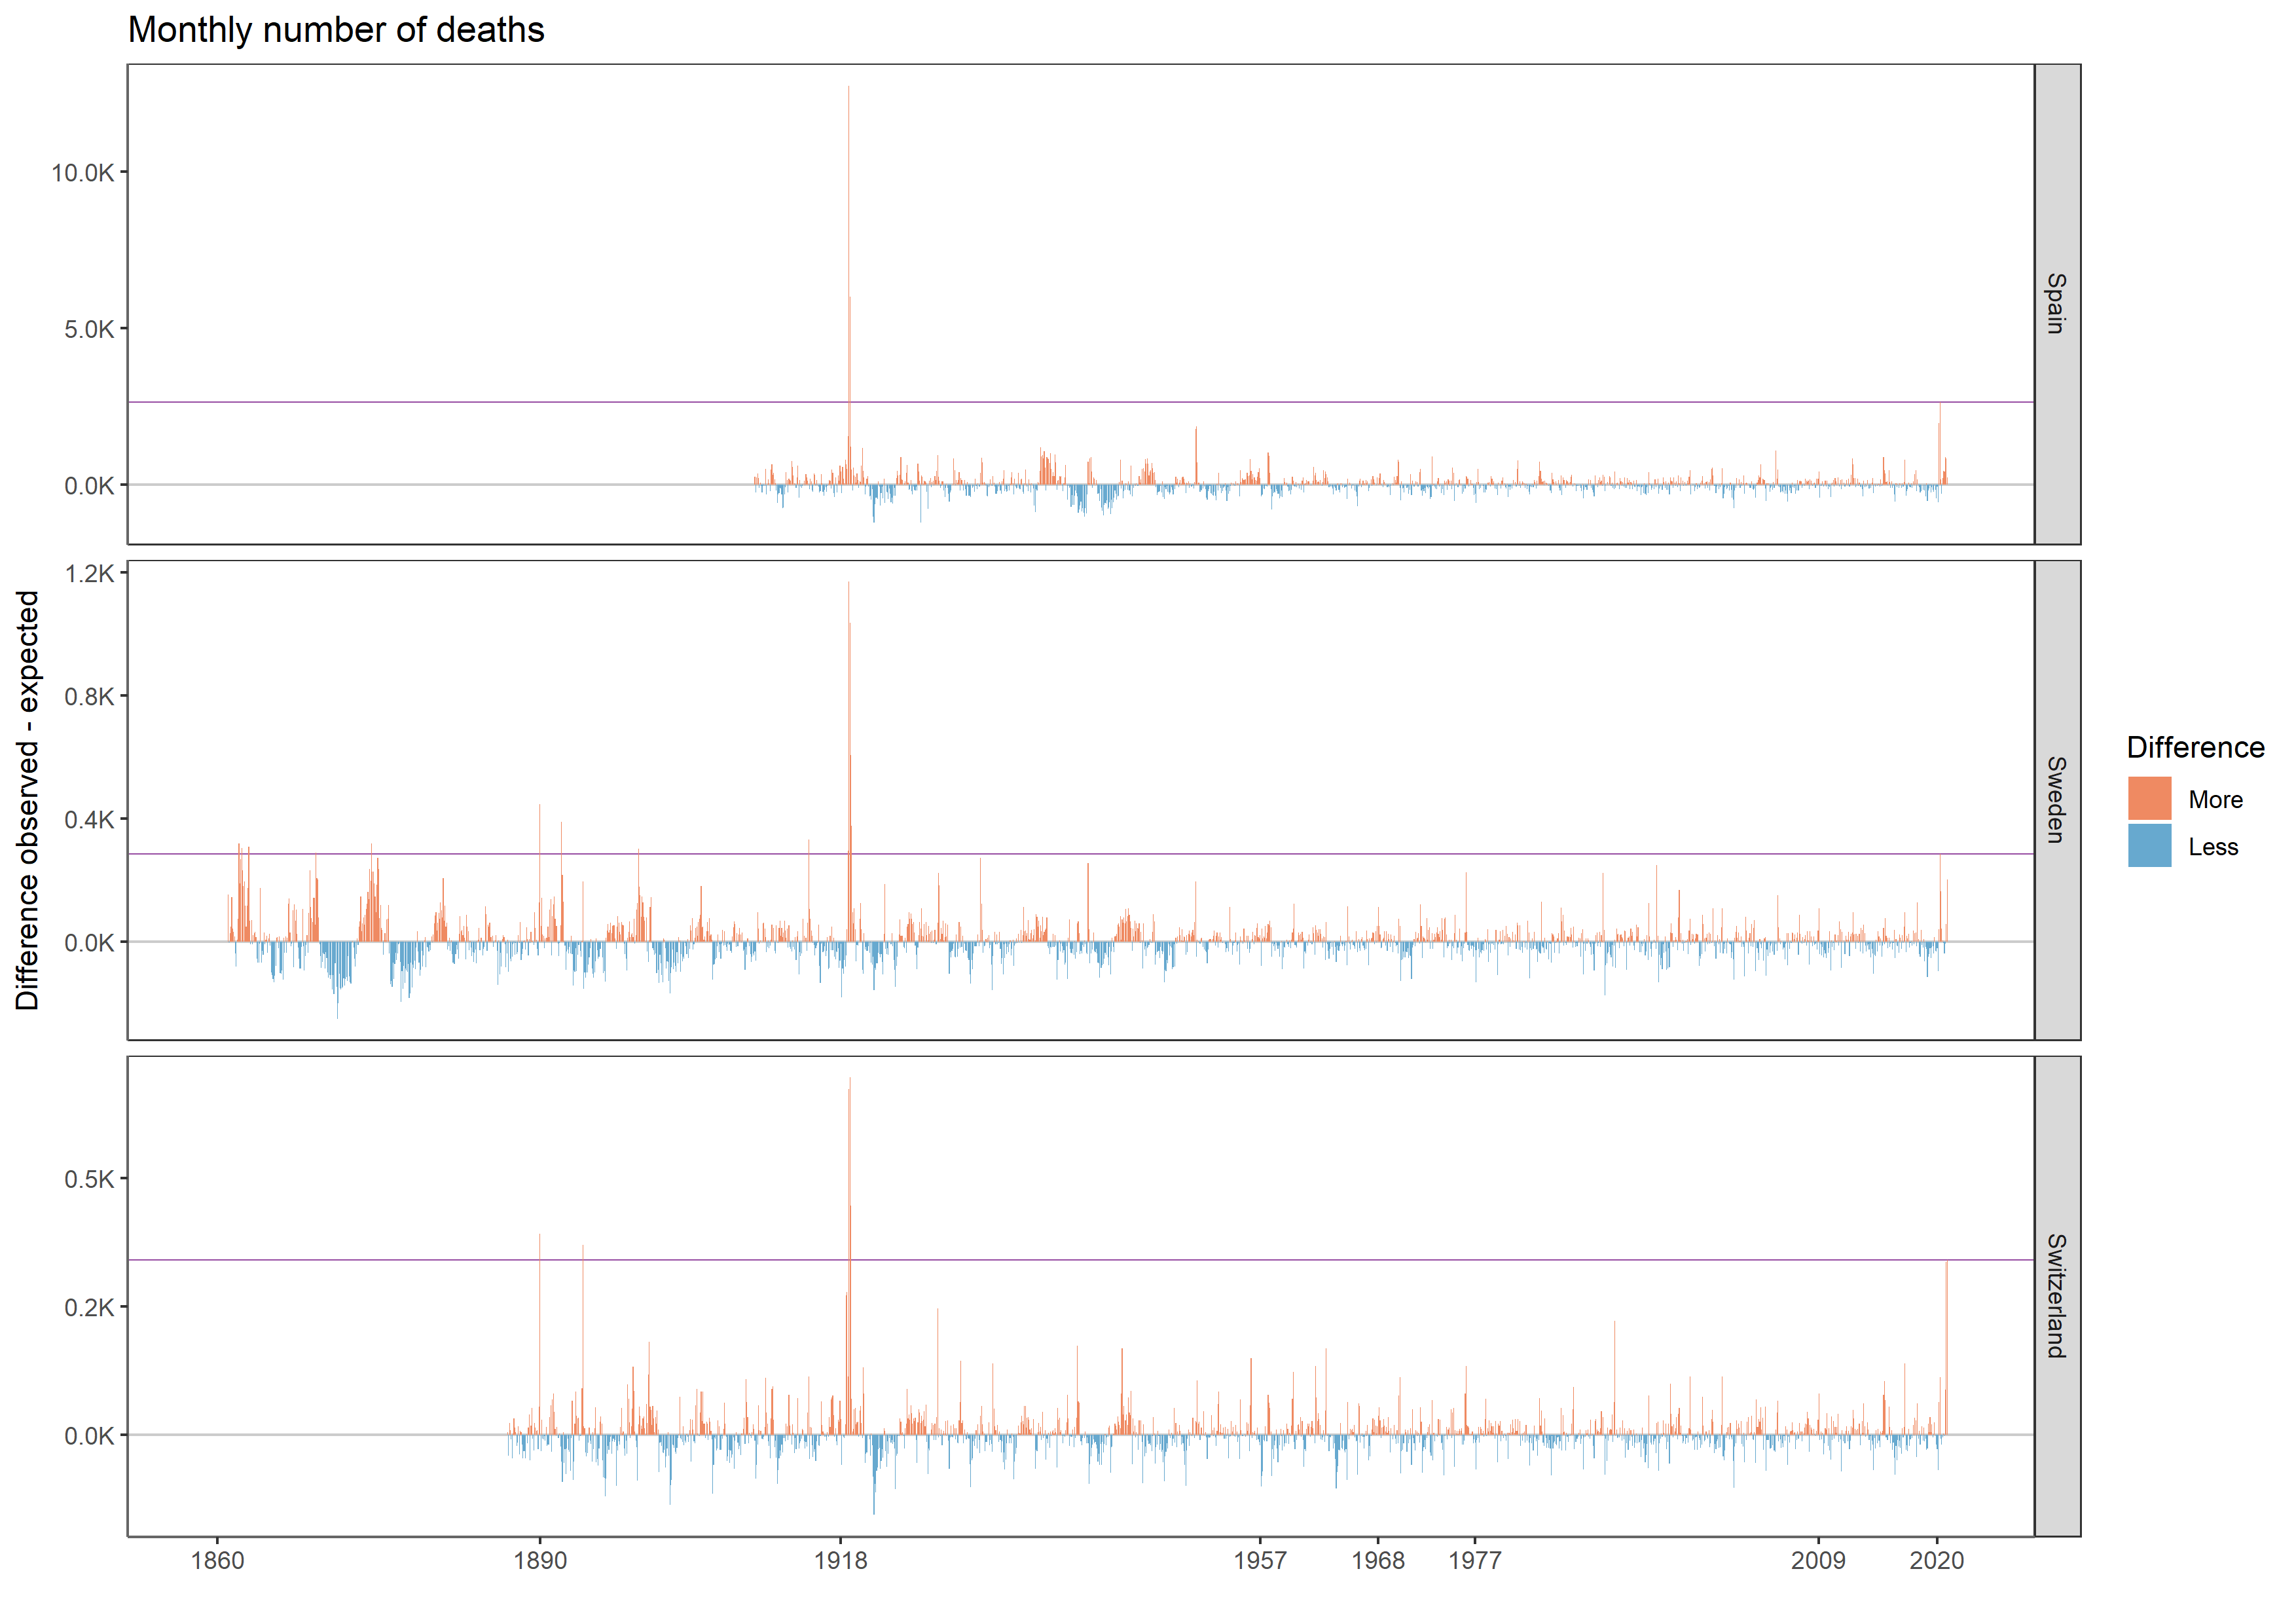 Monthly number of deaths
10.0K
5.0K
0.0K
Spain
1.2K
0.8K
0.4K
0.0K
Sweden
0.5K
0.2K
0.0K
Switzerland
Difference observed - expected
1860
1890
1918
1957
1968
1977
2009
2020
Difference
More
Less